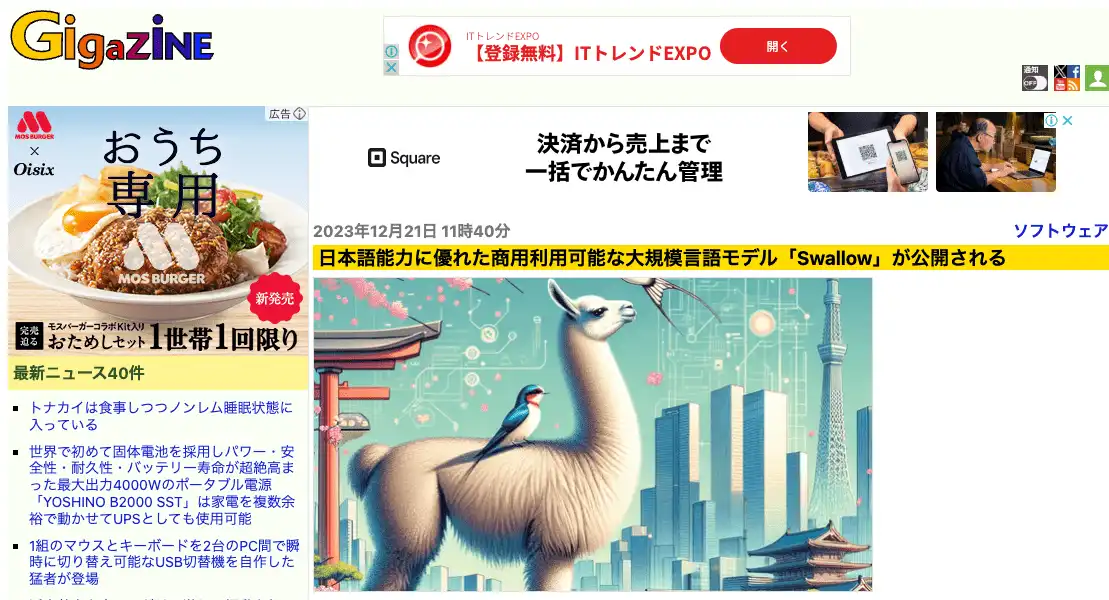 GIGAZINE
ITトレンドEXPO
【登録無料】ITトレンドEXPO
開く
通知
OFF
広告
MOS BURGER
×
Oisix
おうち
専用
MOS BURGER
新発売
完売
迫る
モスバーガーコラボKit入り
おためしセット
1世帯1回限り
Square
決済から売上まで
一括でかんたん管理
2023年12月21日 11時40分
ソフトウェア
日本語能力に優れた商用利用可能な大規模言語モデル「Swallow」が公開される
最新ニュース40件
トナカイは食事しつつノンレム睡眠状態に
入っている
世界で初めて固体電池を採用しパワー・安
全性・耐久性・バッテリー寿命が超絶高ま
った最大出力4000Wのポータブル電源
「YOSHINO B2000 SST」は家電を複数余
裕で動かせてUPSとしても使用可能
1組のマウスとキーボードを2台のPC間で瞬
時に切り替え可能なUSB切替機を自作した
猛者が登場